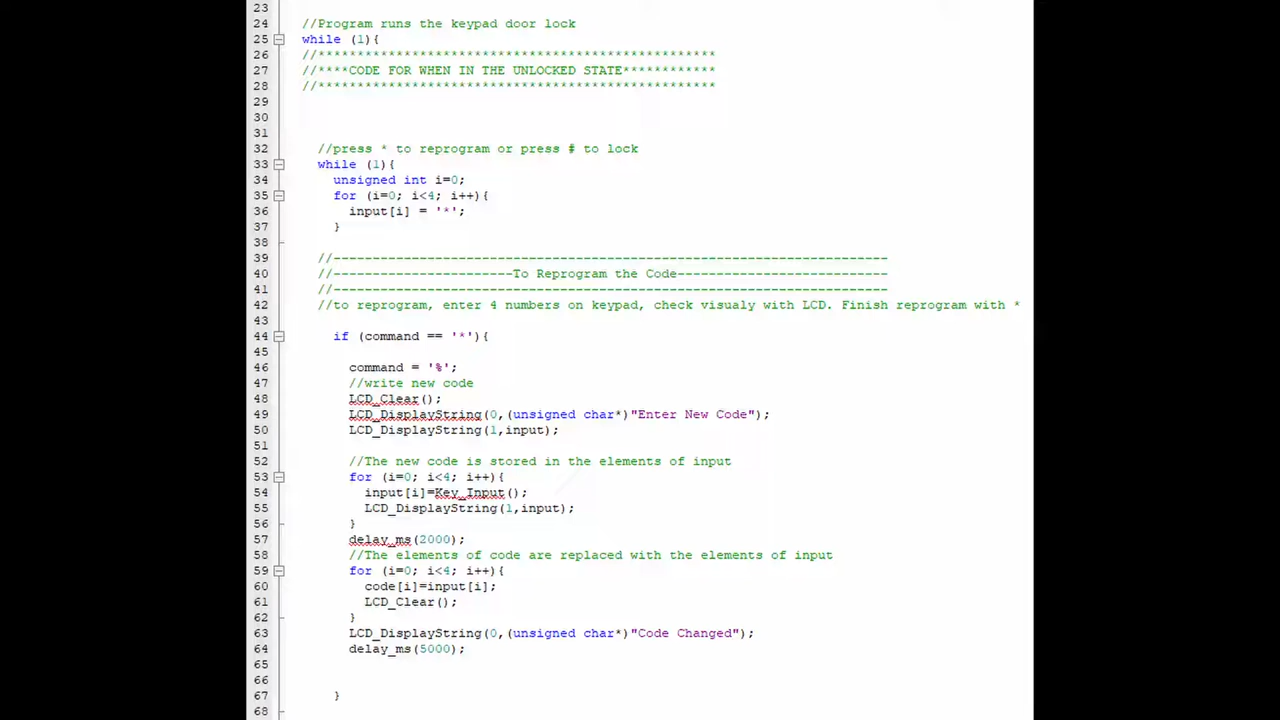 23
24 //Program runs the keypad door lock
25 while (1){
26 //***************************************************
27 //****CODE FOR WHEN IN THE UNLOCKED STATE************
28 //***************************************************
29
30
31
32 //press * to reprogram or press # to lock
33 while (1){
34 unsigned int i=0;
35 for (i=0; i<4; i++){
36 input[i] = '*';
37 }
38
39 //-----------------------------------------------------------------------
40 //-----------------------To Reprogram the Code---------------------------
41 //-----------------------------------------------------------------------
42 //to reprogram, enter 4 numbers on keypad, check visualy with LCD. Finish reprogram with *
43
44 if (command == '*'){
45
46 command = '%';
47 //write new code
48 LCD_Clear();
49 LCD_DisplayString(0,(unsigned char*)"Enter New Code");
50 LCD_DisplayString(1,input);
51
52 //The new code is stored in the elements of input
53 for (i=0; i<4; i++){
54 input[i]=Key_Input();
55 LCD_DisplayString(1,input);
56 }
57 delay_ms(2000);
58 //The elements of code are replaced with the elements of input
59 for (i=0; i<4; i++){
60 code[i]=input[i];
61 LCD_Clear();
62 }
63 LCD_DisplayString(0,(unsigned char*)"Code Changed");
64 delay_ms(5000);
65
66
67 }
68